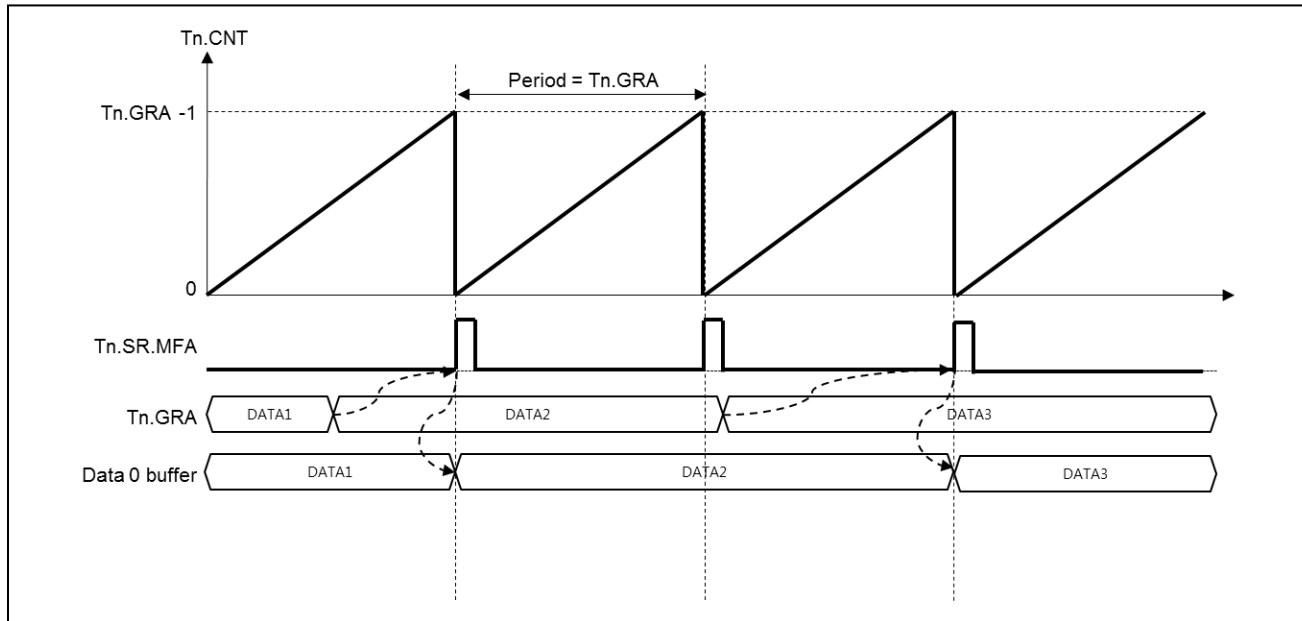 Tn.CNT
Period = Tn.GRA
Tn.GRA -1
0
Tn.SR.MFA
Tn.GRA DATA1 DATA2 DATA3
Data 0 buffer DATA1 DATA2 DATA3